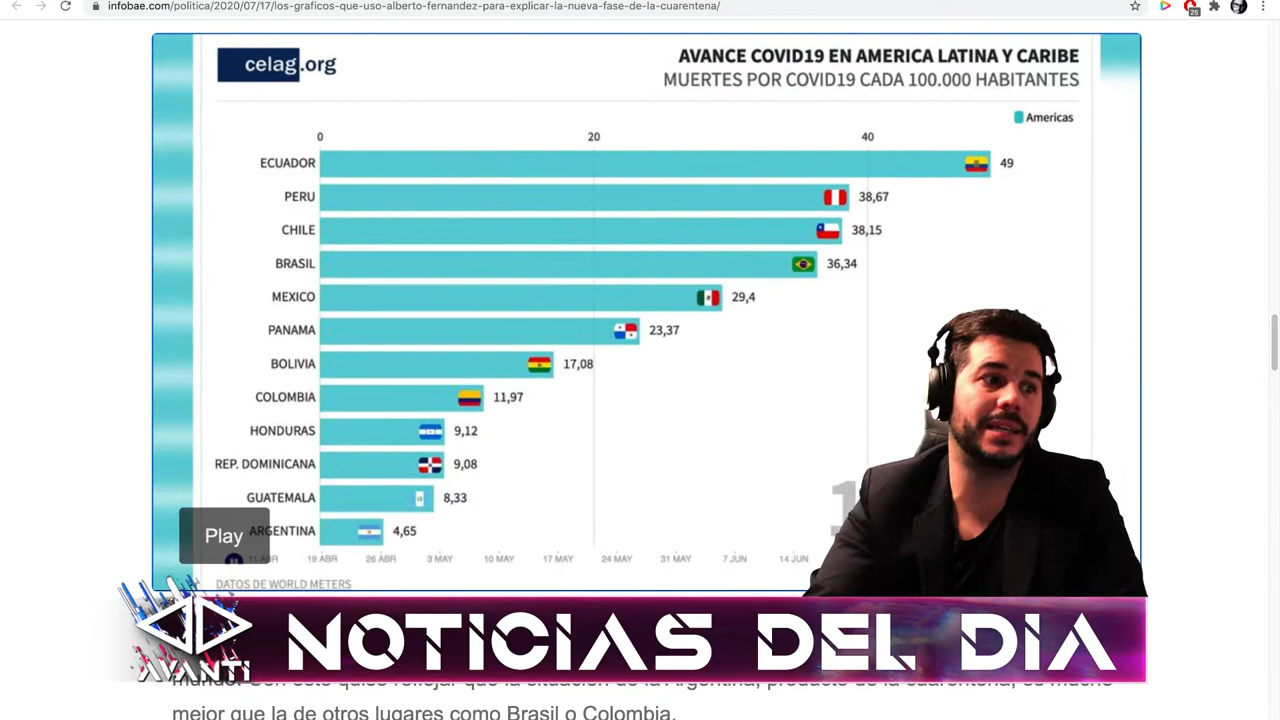 infobae.com/politica/2020/07/17/los-graficos-que-uso-alberto-fernandez-para-explicar-la-nueva-fase-de-la-cuarentena/
25
celag.org
AVANCE COVID19 EN AMERICA LATINA Y CARIBE
MUERTES POR COVID19 CADA 100.000 HABITANTES
Americas
0 20 40
ECUADOR 49
PERU 38,67
CHILE 38,15
BRASIL 36,34
MEXICO 29,4
PANAMA 23,37
BOLIVIA 17,08
COLOMBIA 11,97
HONDURAS 9,12
REP. DOMINICANA 9,08
GUATEMALA 8,33
Play
ARGENTINA 4,65
19 ABR 26 ABR 3 MAY 10 MAY 17 MAY 24 MAY 31 MAY 7 JUN 14 JUN
DATOS DE WORLD METERS
AVANTI
NOTICIAS DEL DIA
mejor que la de otros lugares como Brasil o Colombia.